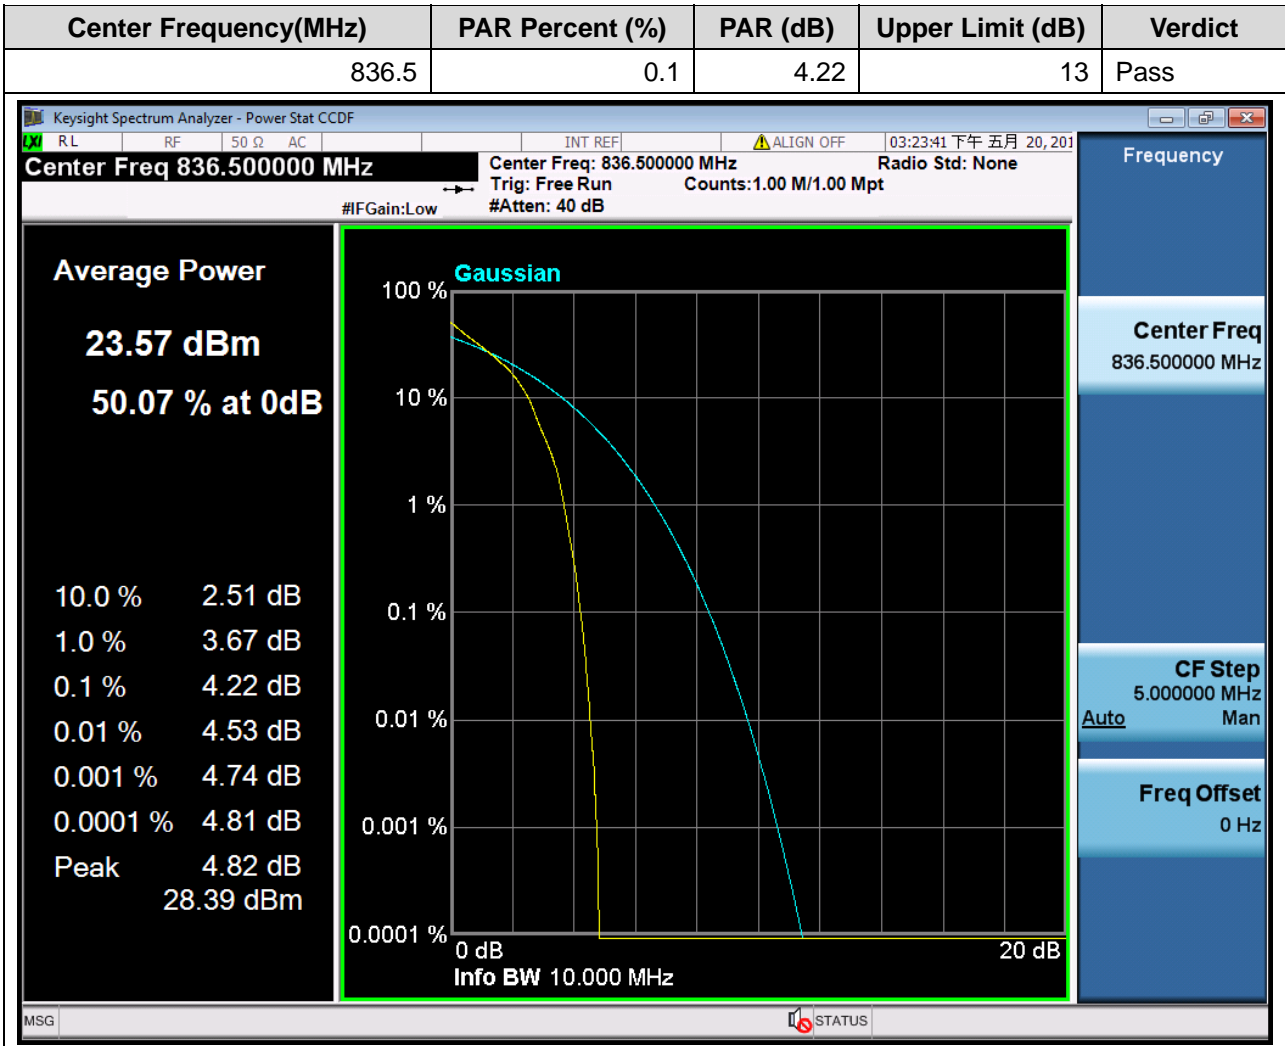 Center Frequency(MHz) PAR Percent (%) PAR (dB) Upper Limit (dB) Verdict
836.5 0.1 4.22 13 Pass
Keysight Spectrum Analyzer - Power Stat CCDF
LXI RL RF 50 Ω AC INT REF ALIGN OFF 03:23:41 下午 五月 20, 201
Center Freq 836.500000 MHz
Center Freq: 836.500000 MHz Radio Std: None
Trig: Free Run Counts:1.00 M/1.00 Mpt
#IFGain:Low #Atten: 40 dB
Frequency
Average Power
23.57 dBm
50.07 % at 0dB
10.0 % 2.51 dB
1.0 % 3.67 dB
0.1 % 4.22 dB
0.01 % 4.53 dB
0.001 % 4.74 dB
0.0001 % 4.81 dB
Peak 4.82 dB
28.39 dBm
Gaussian
100 %
10 %
1 %
0.1 %
0.01 %
0.001 %
0.0001 %
0 dB 20 dB
Info BW 10.000 MHz
Center Freq
836.500000 MHz
CF Step
5.000000 MHz
Auto Man
Freq Offset
0 Hz
MSG STATUS